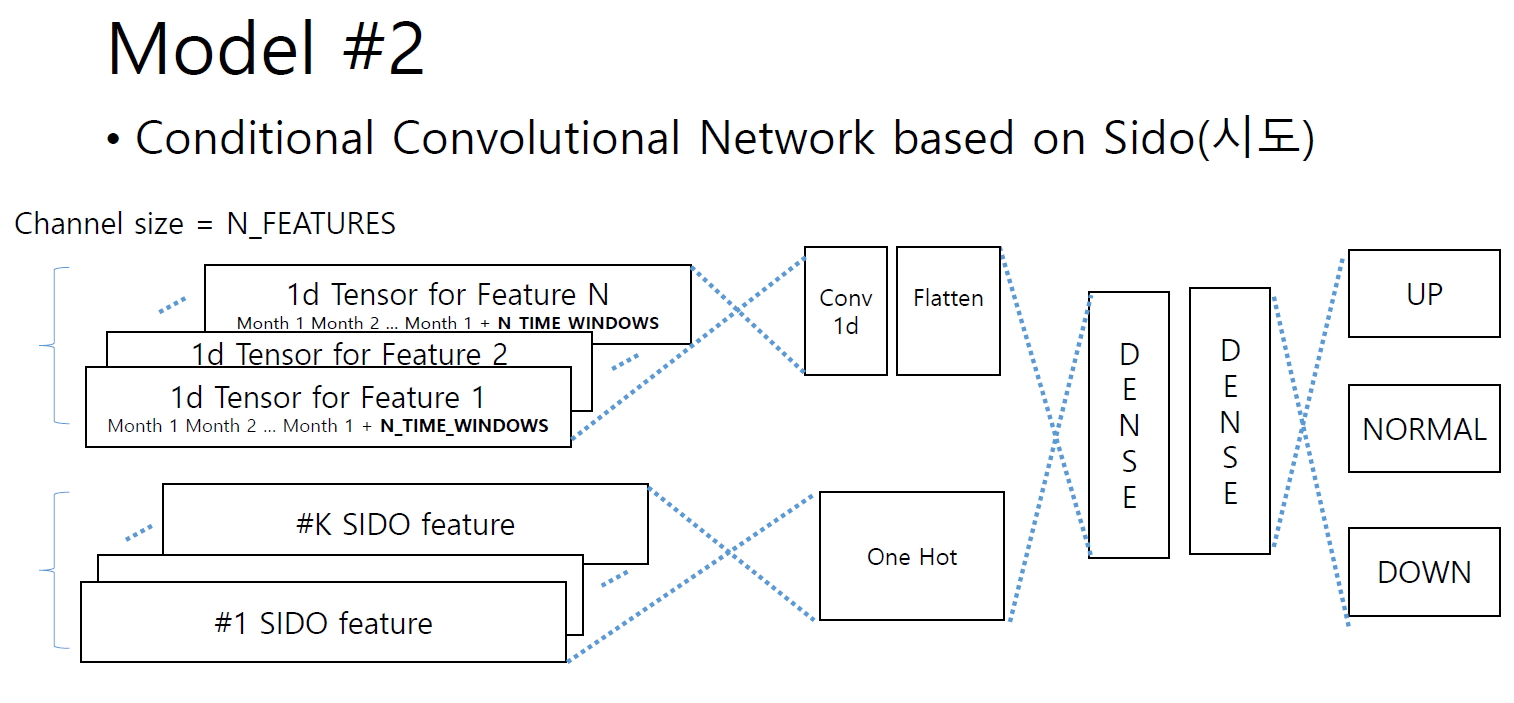 Model #2
• Conditional Convolutional Network based on Sido(시도)
Channel size = N_FEATURES
1d Tensor for Feature N
Month 1 Month 2 ... Month 1 + N_TIME_WINDOWS
1d Tensor for Feature 2
1d Tensor for Feature 1
Month 1 Month 2 ... Month 1 + N_TIME_WINDOWS
Conv
1d
Flatten
#K SIDO feature
#1 SIDO feature
One Hot
D
E
N
S
E
D
E
N
S
E
UP
NORMAL
DOWN